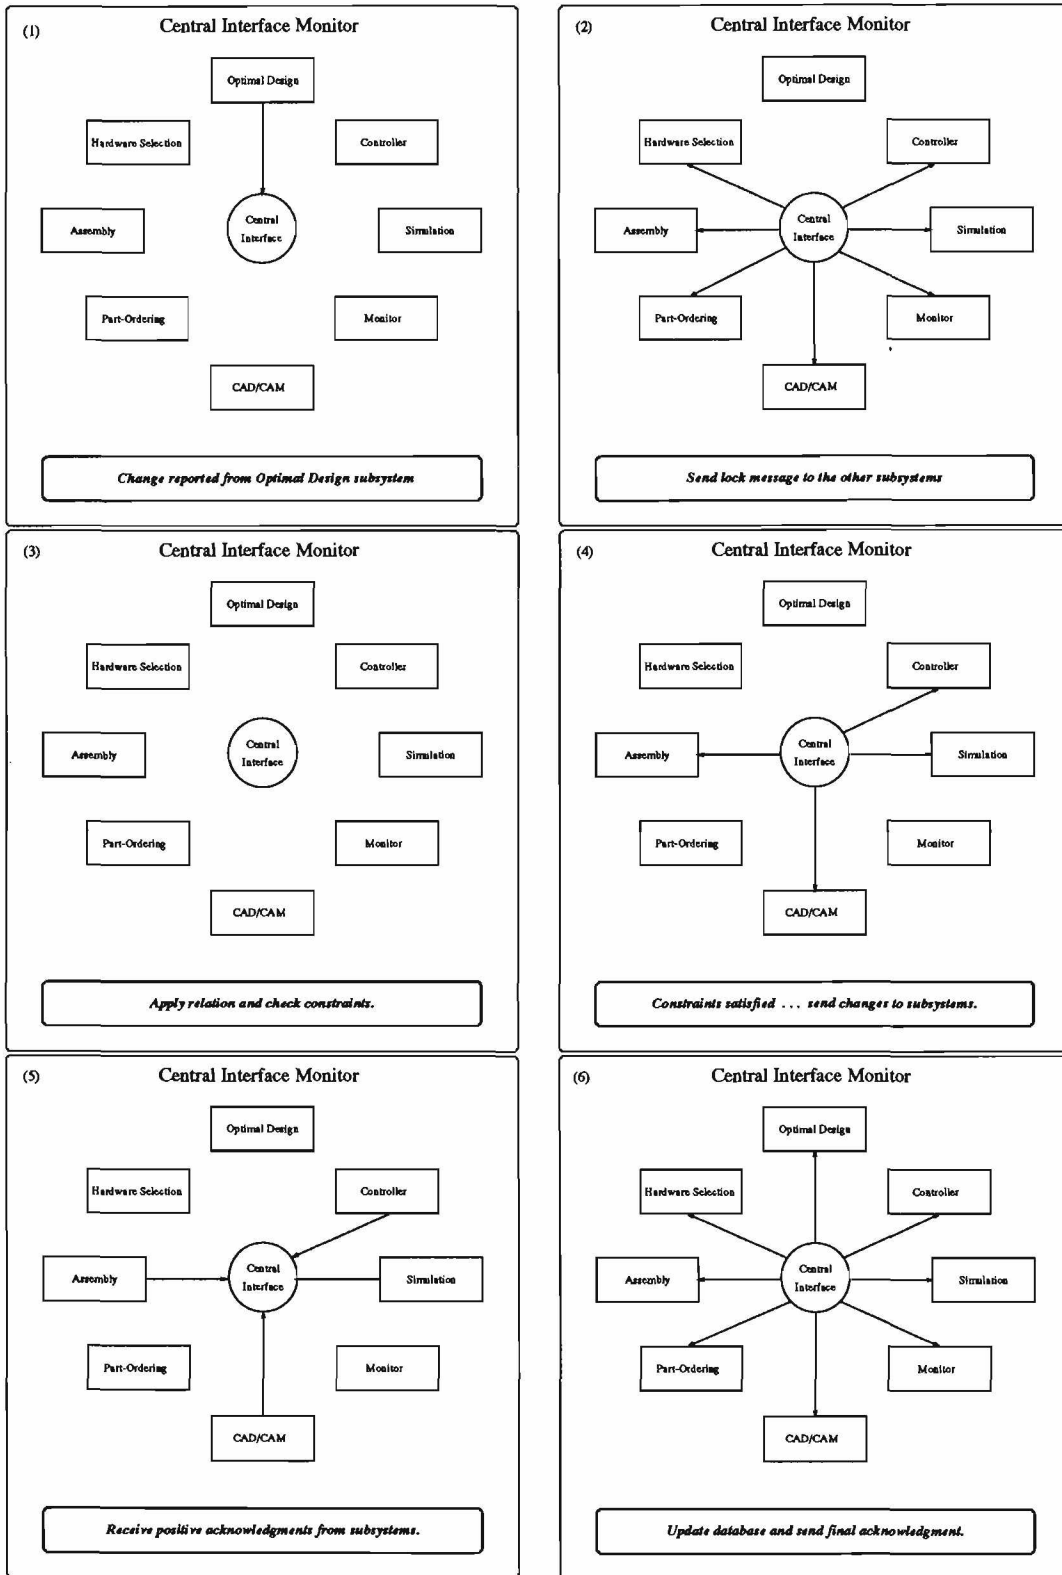 (1)
Central Interface Monitor
Optimal Design
Hardware Selection
Controller
Central
Interface
Assembly
Simulation
Part-Ordering
Monitor
CAD/CAM
Change reported from Optimal Design subsystem
(2)
Central Interface Monitor
Optimal Design
Hardware Selection
Controller
Central
Interface
Assembly
Simulation
Part-Ordering
Monitor
CAD/CAM
Send lock message to the other subsystems
(3)
Central Interface Monitor
Optimal Design
Hardware Selection
Controller
Central
Interface
Assembly
Simulation
Part-Ordering
Monitor
CAD/CAM
Apply relation and check constraints.
(4)
Central Interface Monitor
Optimal Design
Hardware Selection
Controller
Central
Interface
Assembly
Simulation
Part-Ordering
Monitor
CAD/CAM
Constraints satisfied ... send changes to subsystems.
(5)
Central Interface Monitor
Optimal Design
Hardware Selection
Controller
Central
Interface
Assembly
Simulation
Part-Ordering
Monitor
CAD/CAM
Receive positive acknowledgments from subsystems.
(6)
Central Interface Monitor
Optimal Design
Hardware Selection
Controller
Central
Interface
Assembly
Simulation
Part-Ordering
Monitor
CAD/CAM
Update database and send final acknowledgment.